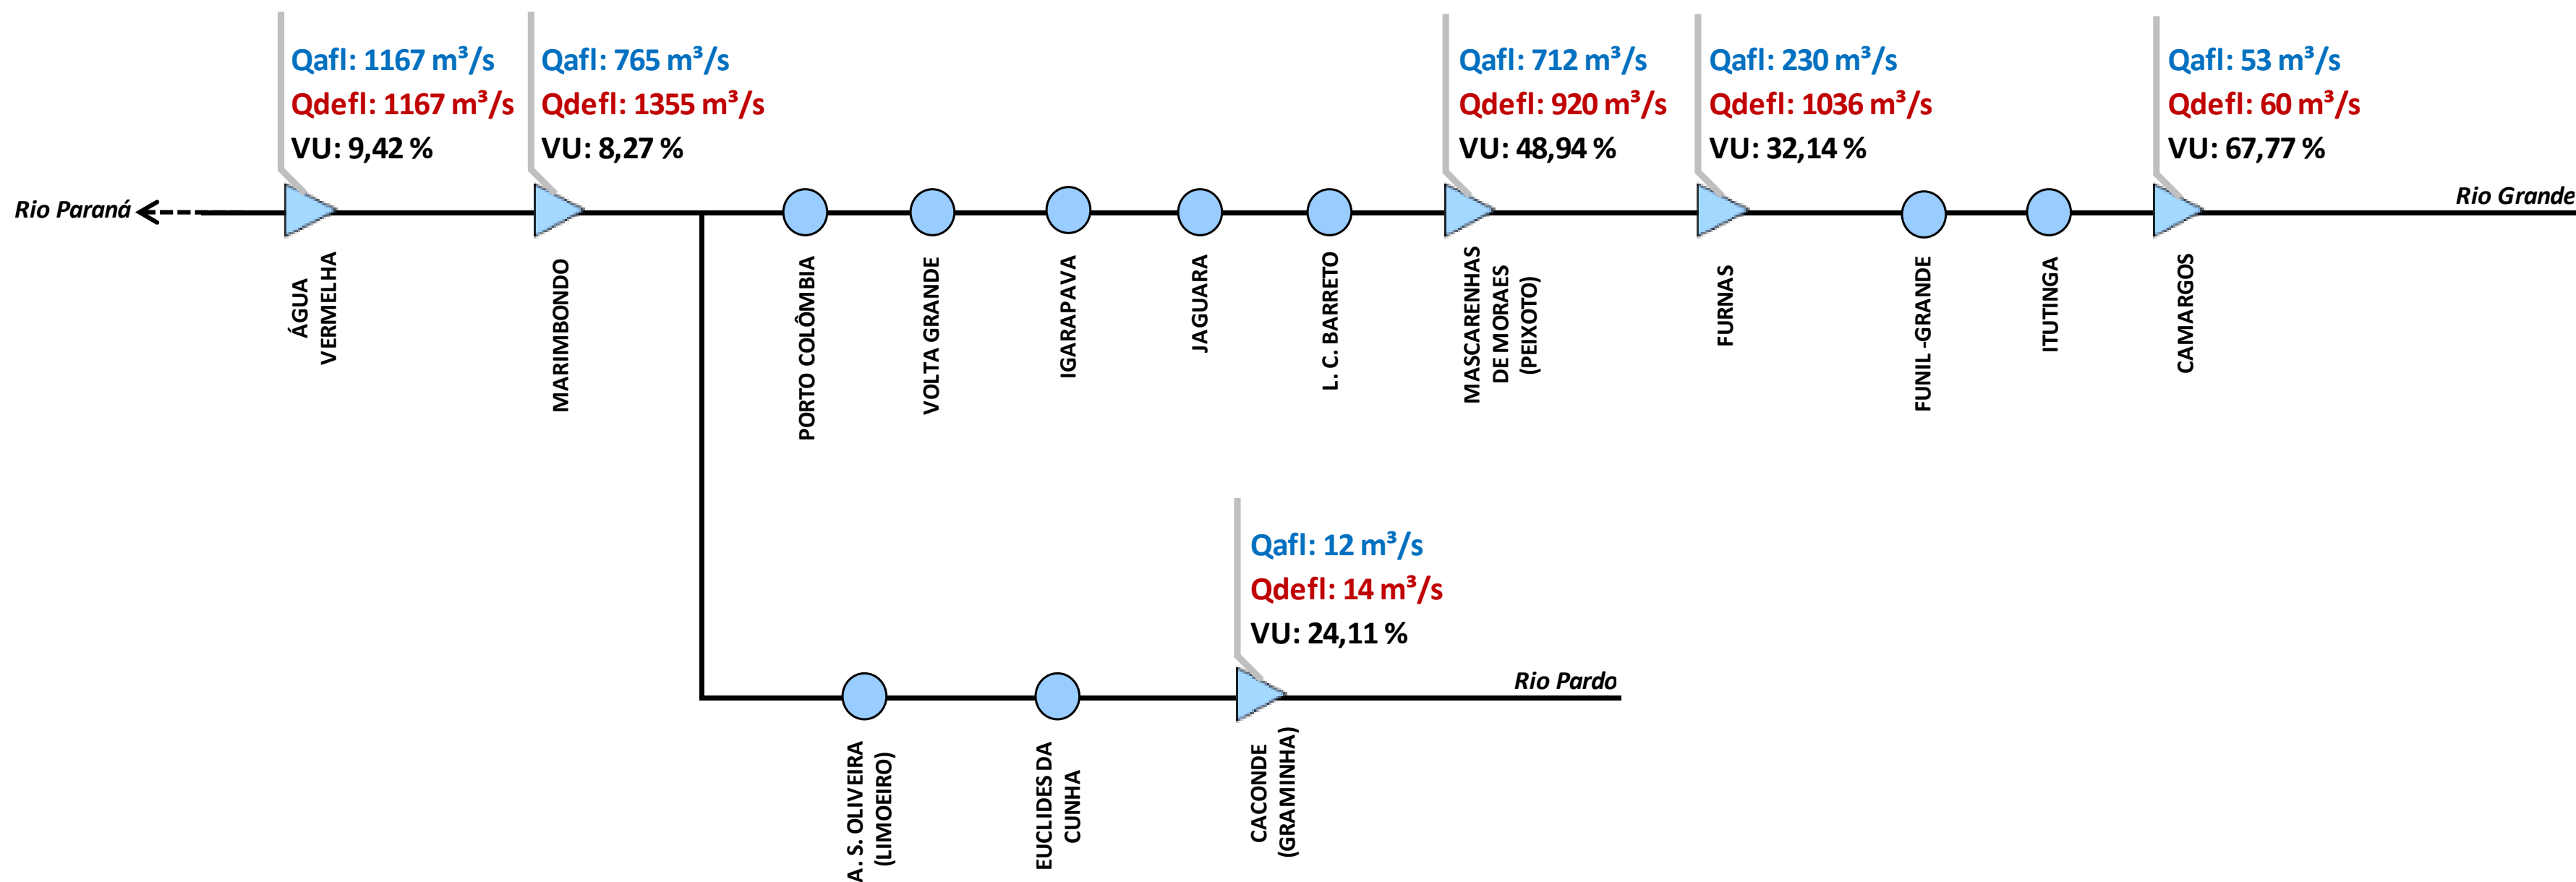 Qafl: 1167 m³/s
Qdefl: 1167 m³/s
VU: 9,42 %
Qafl: 765 m³/s
Qdefl: 1355 m³/s
VU: 8,27 %
Qafl: 712 m³/s
Qdefl: 920 m³/s
VU: 48,94 %
Qafl: 230 m³/s
Qdefl: 1036 m³/s
VU: 32,14 %
Qafl: 53 m³/s
Qdefl: 60 m³/s
VU: 67,77 %
Rio Paraná
Rio Grande
ÁGUA
VERMELHA
MARIMBONDO
PORTO COLÔMBIA
VOLTA GRANDE
IGARAPAVA
JAGUARA
L. C. BARRETO
MASCARENHAS
DE MORAES
(PEIXOTO)
FURNAS
FUNIL -GRANDE
ITUTINGA
CAMARGOS
Qafl: 12 m³/s
Qdefl: 14 m³/s
VU: 24,11 %
Rio Pardo
A. S. OLIVEIRA
(LIMOEIRO)
EUCLIDES DA
CUNHA
CACONDE
(GRAMINHA)